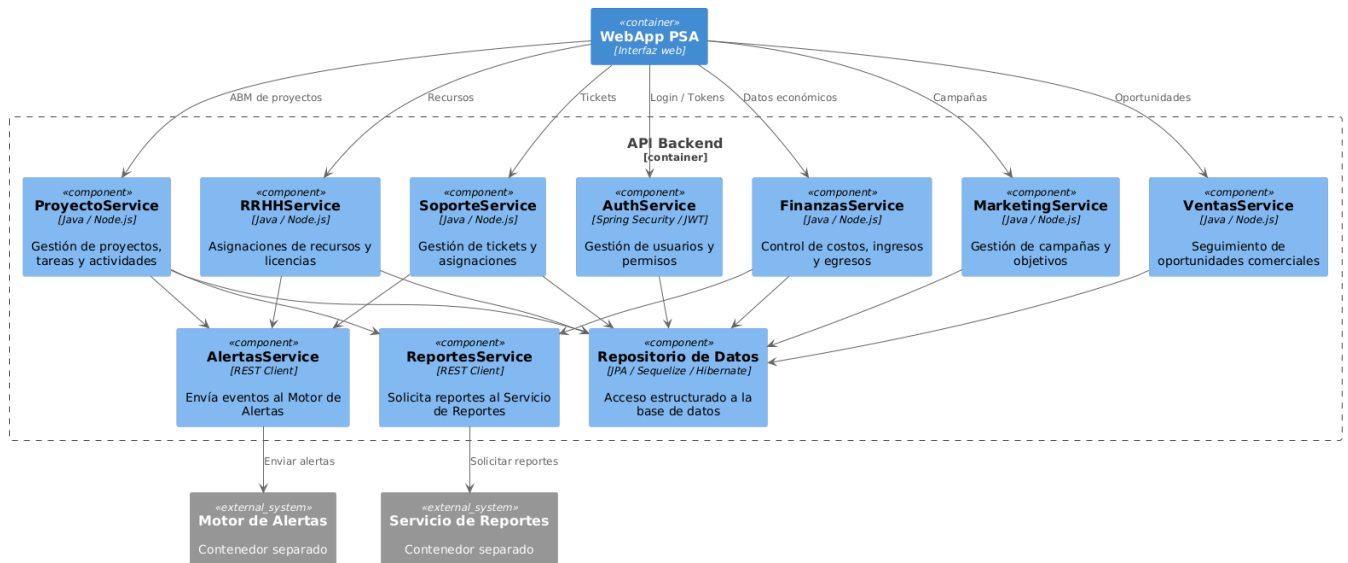 «container»
WebApp PSA
[Interfaz web]
ABM de proyectos
Recursos
Tickets
Login / Tokens
Datos económicos
Campañas
Oportunidades
API Backend
[container]
«component»
ProyectoService
[Java / Node.js]
Gestión de proyectos,
tareas y actividades
«component»
RRHHService
[Java / Node.js]
Asignaciones de recursos y
licencias
«component»
SoporteService
[Java / Node.js]
Gestión de tickets y
asignaciones
«component»
AuthService
[Spring Security / JWT]
Gestión de usuarios y
permisos
«component»
FinanzasService
[Java / Node.js]
Control de costos, ingresos
y egresos
«component»
MarketingService
[Java / Node.js]
Gestión de campañas y
objetivos
«component»
VentasService
[Java / Node.js]
Seguimiento de
oportunidades comerciales
«component»
AlertasService
[REST Client]
Envía eventos al Motor de
Alertas
«component»
ReportesService
[REST Client]
Solicita reportes al Servicio
de Reportes
«component»
Repositorio de Datos
[JPA / Sequelize / Hibernate]
Acceso estructurado a la
base de datos
Enviar alertas
Solicitar reportes
«external_system»
Motor de Alertas
Contenedor separado
«external_system»
Servicio de Reportes
Contenedor separado